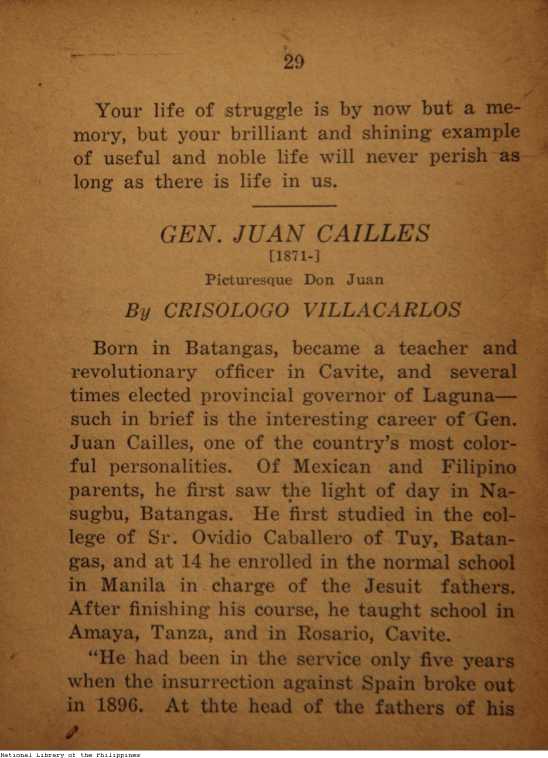 29
Your life of struggle is by now but a me-
mory, but your brilliant and shining example
of useful and noble life will never perish as
long as there is life in us.
GEN. JUAN CAILLES
[1871-]
Picturesque Don Juan
By CRISOLOGO VILLACARLOS
Born in Batangas, became a teacher and
revolutionary officer in Cavite, and several
times elected provincial governor of Laguna—
such in brief is the interesting career of Gen.
Juan Cailles, one of the country's most color-
ful personalities. Of Mexican and Filipino
parents, he first saw the light of day in Na-
sugbu, Batangas. He first studied in the col-
lege of Sr. Ovidio Caballero of Tuy, Batan-
gas, and at 14 he enrolled in the normal school
in Manila in charge of the Jesuit fathers.
After finishing his course, he taught school in
Amaya, Tanza, and in Rosario, Cavite.
"He had been in the service only five years
when the insurrection against Spain broke out
in 1896. At thte head of the fathers of his
National Library of the Philippines